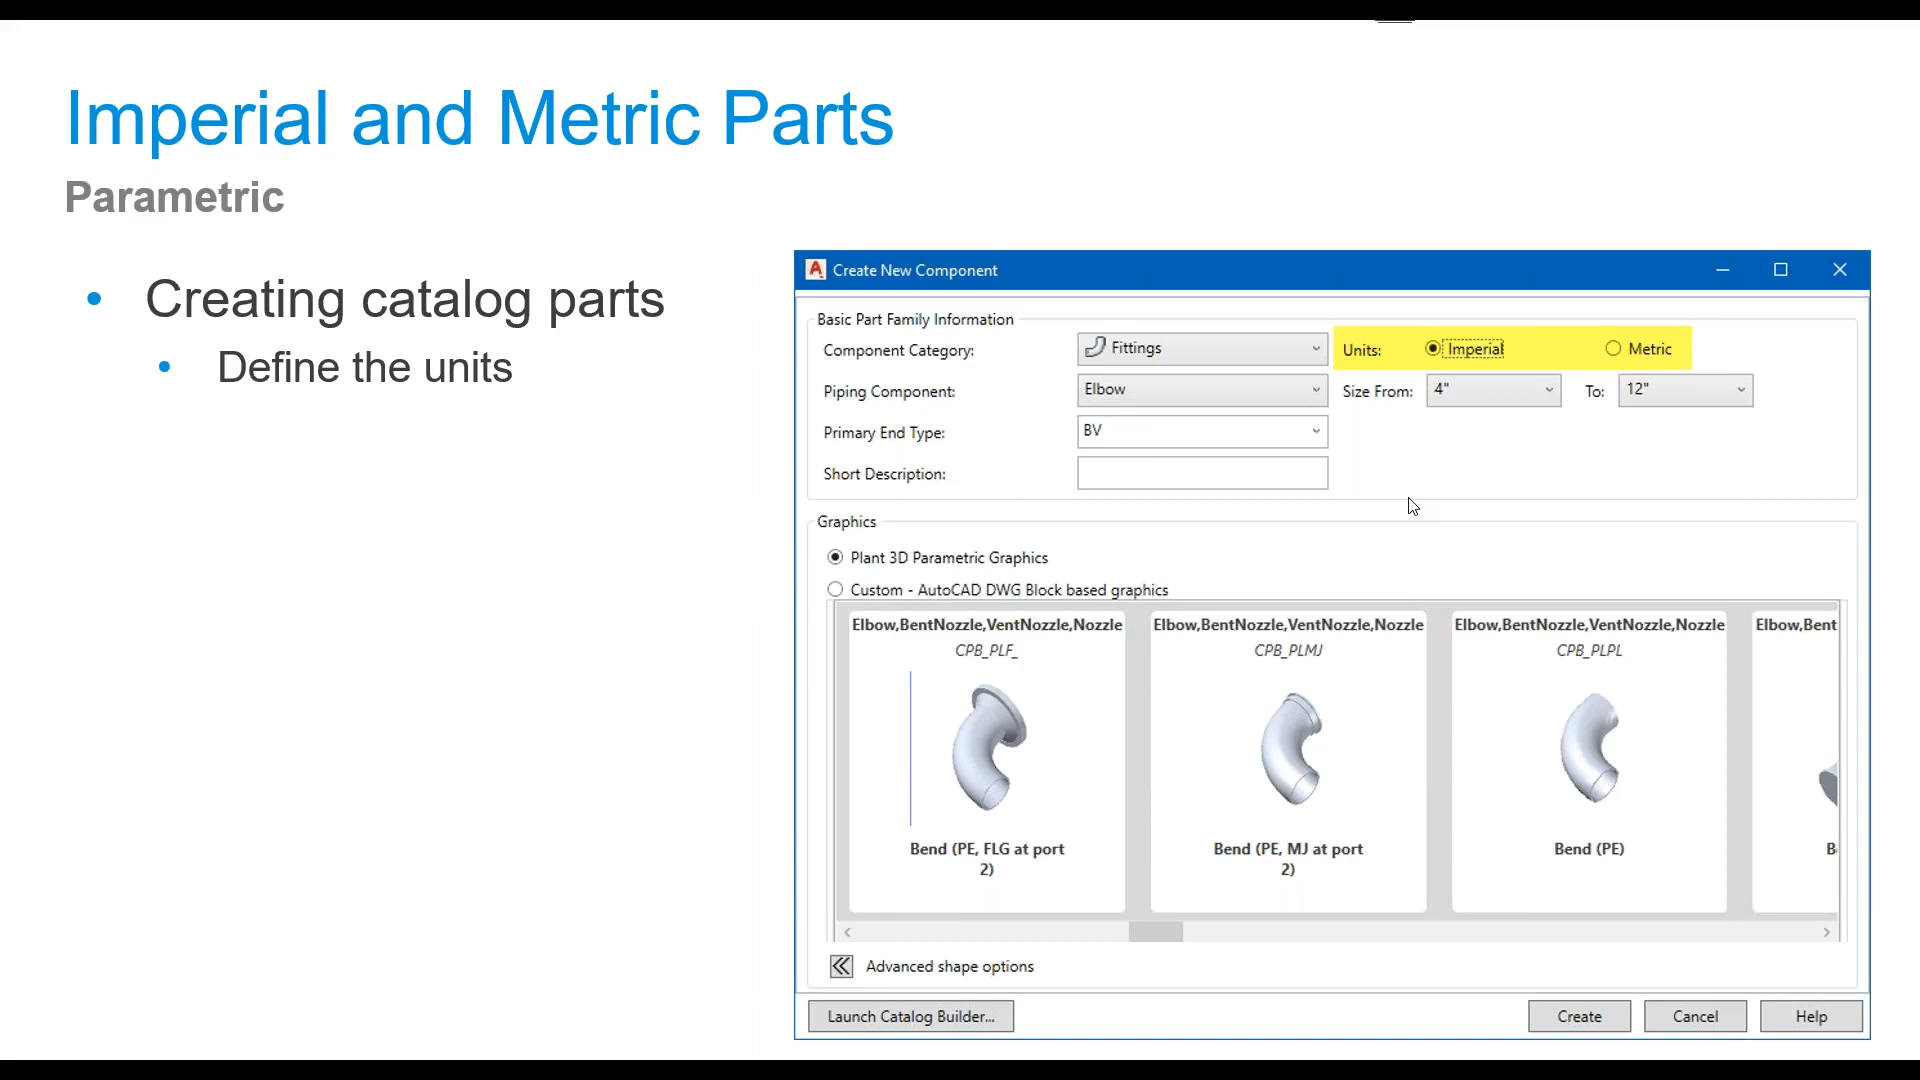 Imperial and Metric Parts
Parametric
• Creating catalog parts
• Define the units
Create New Component
Basic Part Family Information
Component Category: Fittings Units: Imperial Metric
Piping Component: Elbow Size From: 4" To: 12"
Primary End Type: BV
Short Description:
Graphics
Plant 3D Parametric Graphics
Custom - AutoCAD DWG Block based graphics
Elbow,BentNozzle,VentNozzle,Nozzle Elbow,BentNozzle,VentNozzle,Nozzle Elbow,BentNozzle,VentNozzle,Nozzle Elbow,Bent
CPB_PLF_ CPB_PLMJ CPB_PLPL
Bend (PE, FLG at port Bend (PE, MJ at port Bend (PE)
2) 2)
Advanced shape options
Launch Catalog Builder... Create Cancel Help